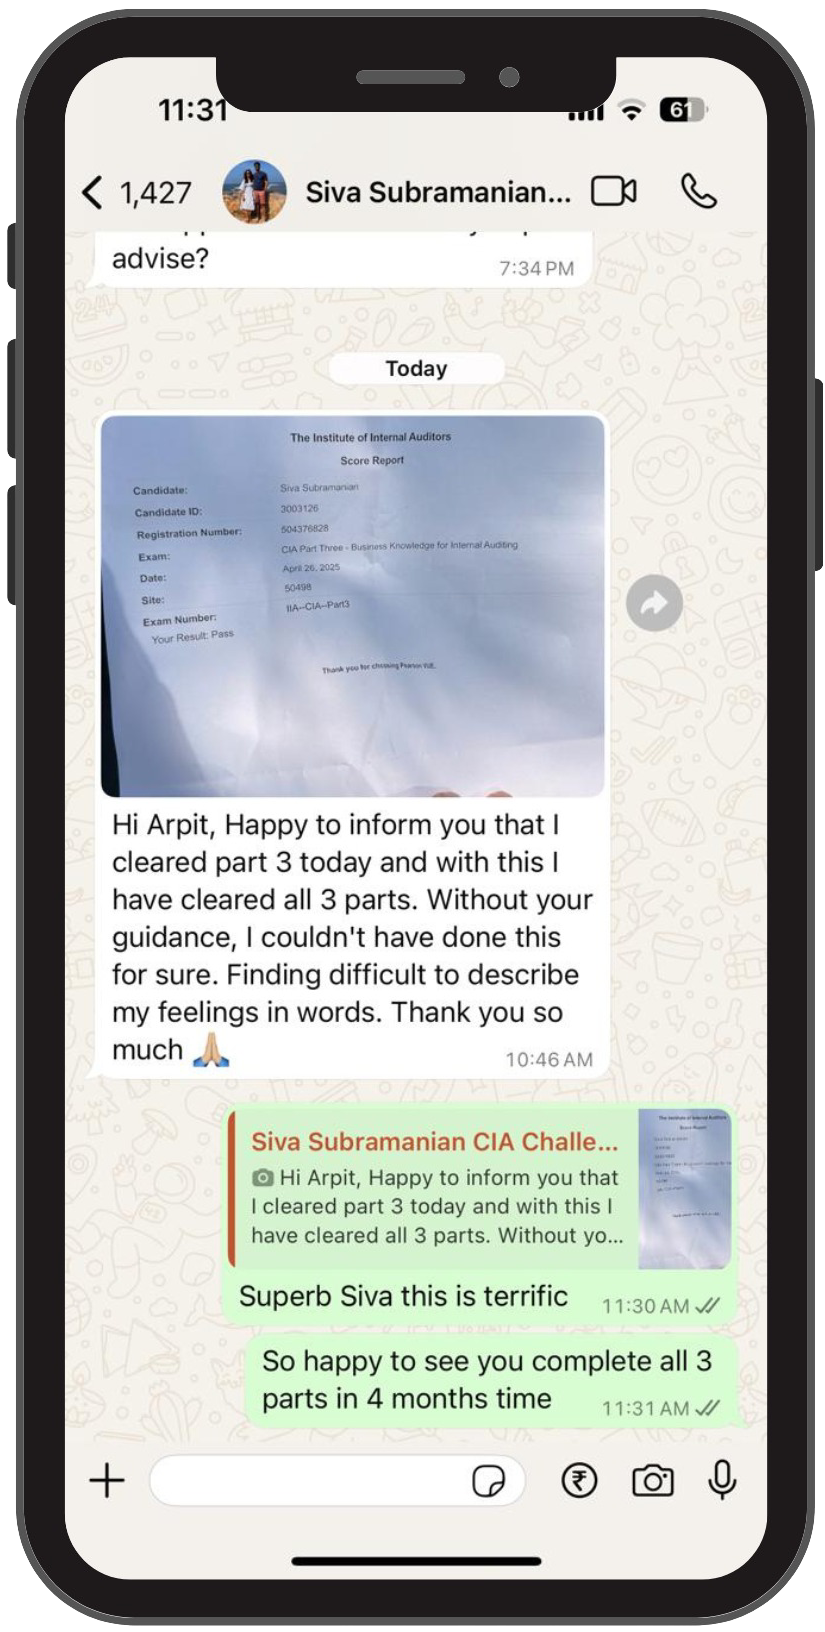 11:31
61
1,427
Siva Subramanian...
advise?
7:34 PM
Today
The Institute of Internal Auditors
Score Report
Candidate: Siva Subramanian
Candidate ID: 3003126
Registration Number: 504376828
Exam: CIA Part Three - Business Knowledge for Internal Auditing
Date: April 26, 2025
Site: 50498
Exam Number: IIA--CIA--Part3
Your Result: Pass
Thank you for choosing Pearson VUE.
Hi Arpit, Happy to inform you that I
cleared part 3 today and with this I
have cleared all 3 parts. Without your
guidance, I couldn't have done this
for sure. Finding difficult to describe
my feelings in words. Thank you so
much 🙏🏼
10:46 AM
Siva Subramanian CIA Challe...
Hi Arpit, Happy to inform you that
I cleared part 3 today and with this I
have cleared all 3 parts. Without yo...
The Institute of Internal Auditors
Score Report
Superb Siva this is terrific
11:30 AM
So happy to see you complete all 3
parts in 4 months time
11:31 AM